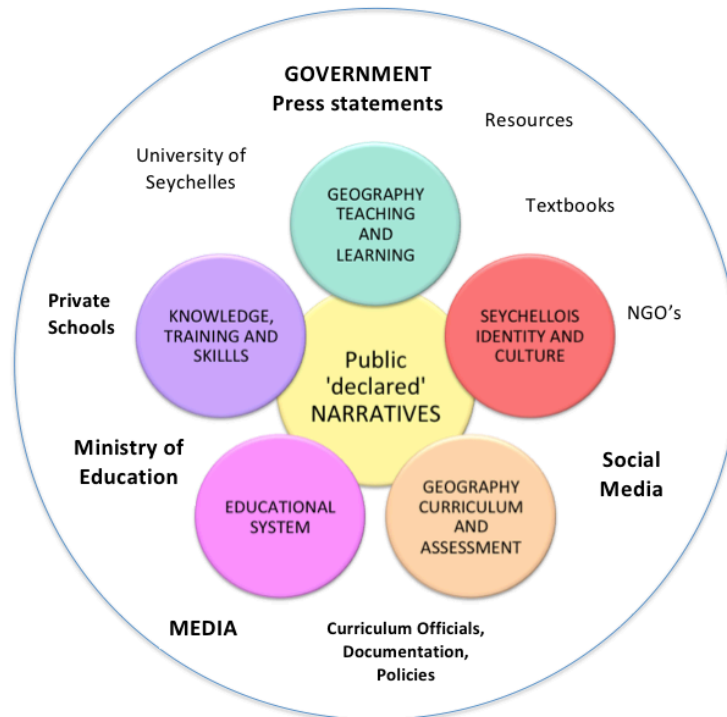 GOVERNMENT
Press statements
Resources
University of
Seychelles
GEOGRAPHY
TEACHING
AND
LEARNING
Textbooks
Private
Schools
KNOWLEDGE,
TRAINING AND
SKILLLS
SEYCHELLOIS
IDENTITY AND
CULTURE
NGO's
Public
'declared'
NARRATIVES
Ministry of
Education
EDUCATIONAL
SYSTEM
GEOGRAPHY
CURRICULUM
AND
ASSESSMENT
Social
Media
MEDIA
Curriculum Officials,
Documentation,
Policies